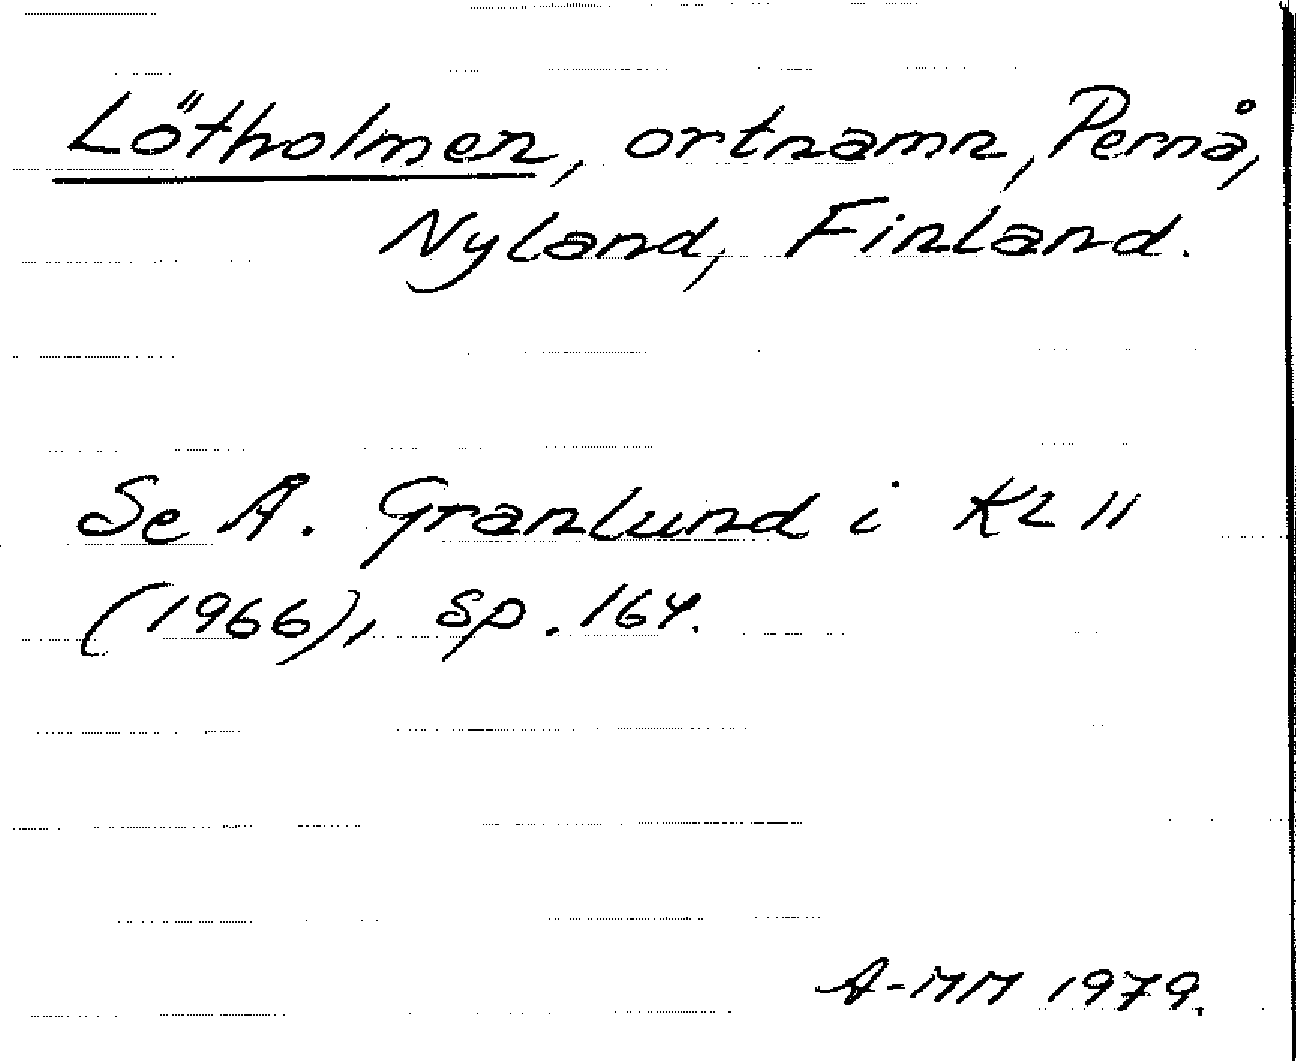 Lötholmen, ortnamn, Pernå,
Nyland, Finland.
Se Å. Granlund i KL 11
(1966), sp. 164.
A-MM 1979.